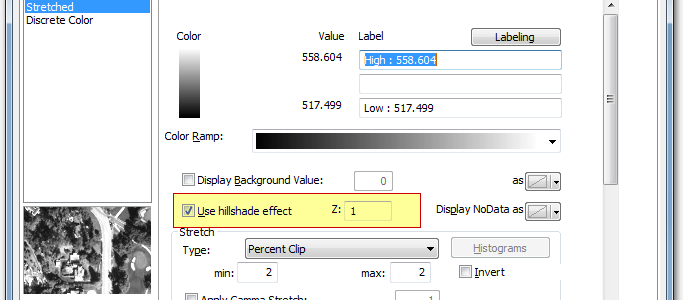 Stretched
Discrete Color
Color Value Label Labeling
558.604 High : 558.604
517.499 Low : 517.499
Color Ramp:
Display Background Value: 0 as
Use hillshade effect Z: 1 Display NoData as
Stretch
Type: Percent Clip Histograms
min: 2 max: 2 Invert
Apply Gamma Stretch: 1